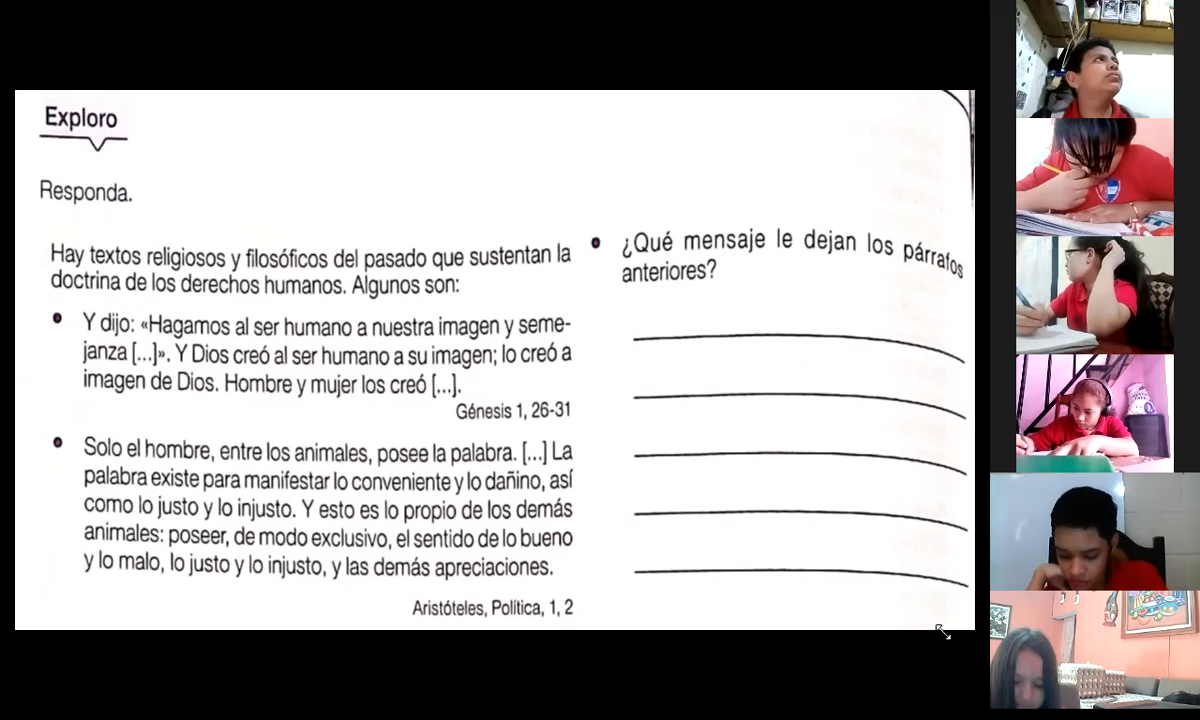 Exploro
Responda.
Hay textos religiosos y filosóficos del pasado que sustentan la
doctrina de los derechos humanos. Algunos son:
• Y dijo: «Hagamos al ser humano a nuestra imagen y seme-
janza [...]». Y Dios creó al ser humano a su imagen; lo creó a
imagen de Dios. Hombre y mujer los creó [...].
Génesis 1, 26-31
• Solo el hombre, entre los animales, posee la palabra. [...] La
palabra existe para manifestar lo conveniente y lo dañino, así
como lo justo y lo injusto. Y esto es lo propio de los demás
animales: poseer, de modo exclusivo, el sentido de lo bueno
y lo malo, lo justo y lo injusto, y las demás apreciaciones.
Aristóteles, Política, 1, 2
• ¿Qué mensaje le dejan los párrafos
anteriores?